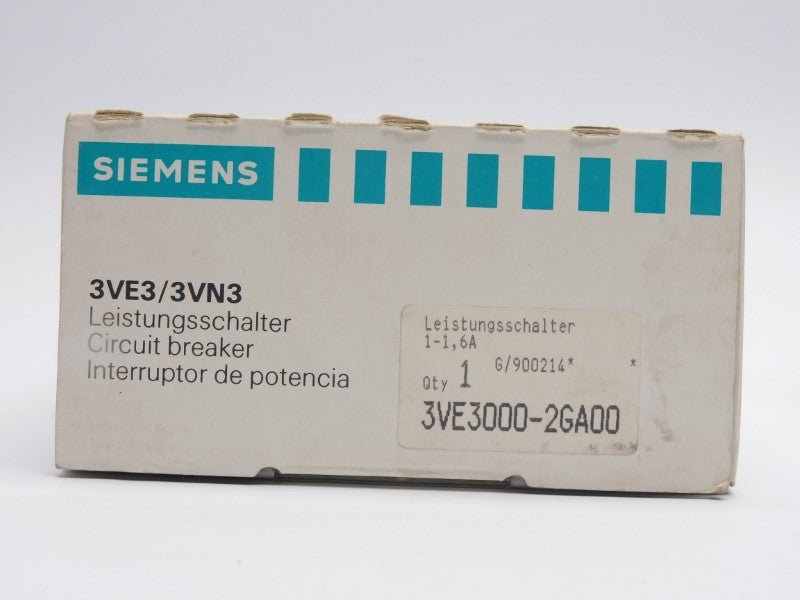 SIEMENS
3VE3/3VN3
Leistungsschalter
Circuit breaker
Interruptor de potencia
Leistungsschalter
1-1,6A
G/900214* *
Qty 1
3VE3000-2GA00